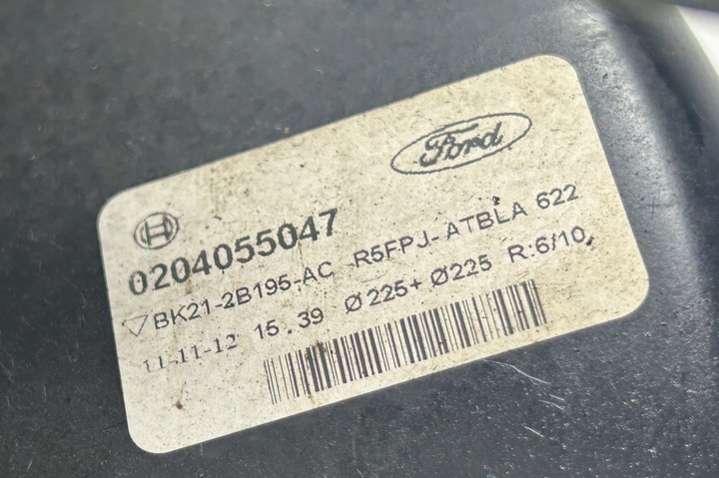 Ford
0204055047
BK21-2B195-AC R5FPJ-ATBLA 622
11-11-12 15.39 Ø225+Ø225 R:6/10